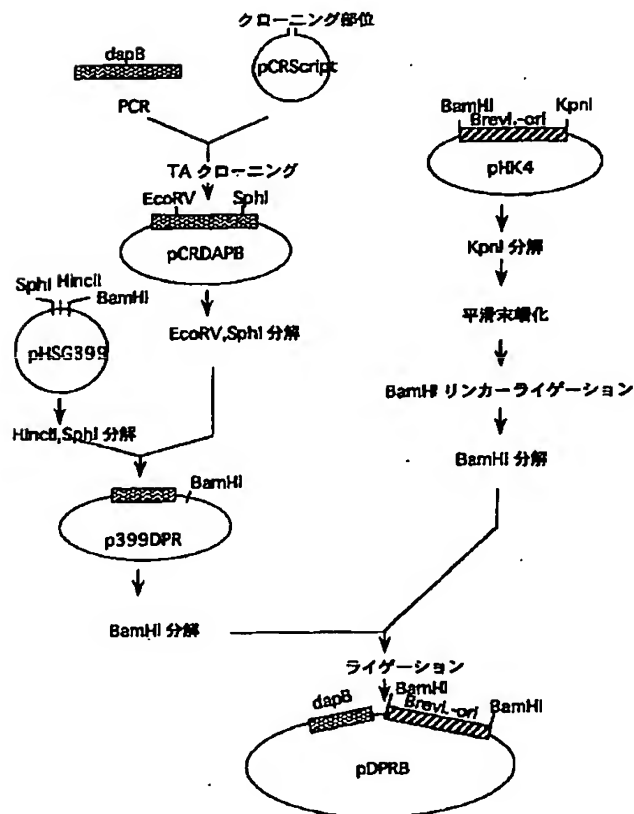 クローニング部位
dapB
pCRScript
PCR
BamHI
KpnI
Brevi.-ori
pHK4
TA クローニング
EcoRV
SphI
pCRDAPB
KpnI 分解
SphI
HincII
BamHI
pHSG399
EcoRV,SphI 分解
平滑末端化
BamHI リンカーライゲーション
HincII,SphI 分解
BamHI 分解
BamHI
p399DPR
BamHI 分解
ライゲーション
dapB
BamHI
Brevi.-ori
BamHI
pDPRB